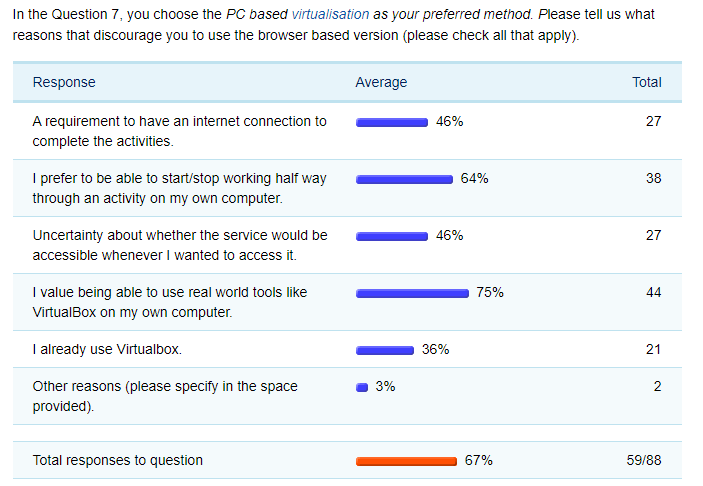 In the Question 7, you choose the PC based virtualisation as your preferred method. Please tell us what
reasons that discourage you to use the browser based version (please check all that apply).
Response Average Total
A requirement to have an internet connection to 46% 27
complete the activities.
I prefer to be able to start/stop working half way 64% 38
through an activity on my own computer.
Uncertainty about whether the service would be 46% 27
accessible whenever I wanted to access it.
I value being able to use real world tools like 75% 44
VirtualBox on my own computer.
I already use Virtualbox. 36% 21
Other reasons (please specify in the space 3% 2
provided).
Total responses to question 67% 59/88